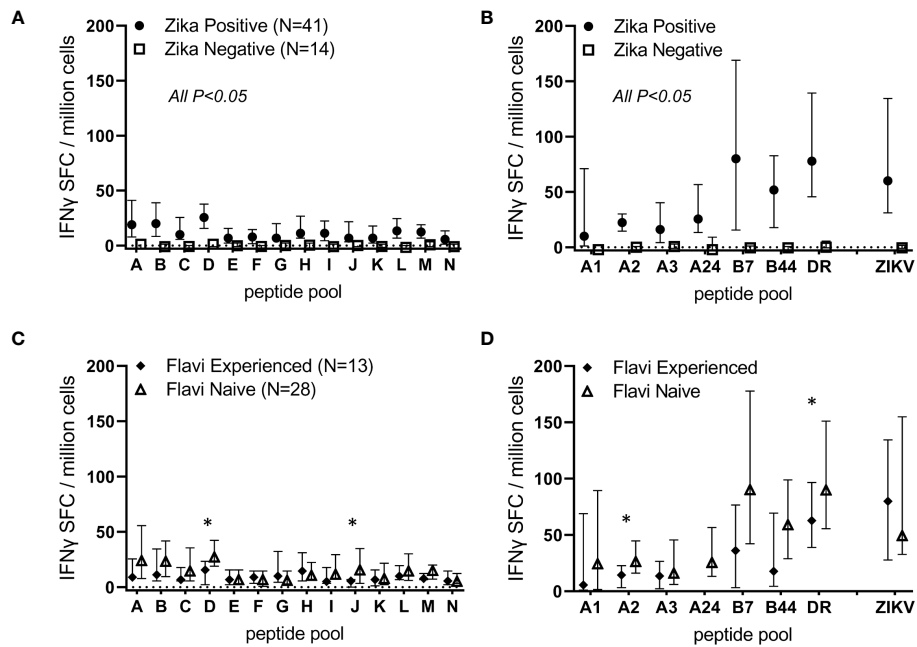 A
IFNγ SFC / million cells
200
150
100
50
0
Zika Positive (N=41)
Zika Negative (N=14)
All P<0.05
A B C D E F G H I J K L M N
peptide pool
B
IFNγ SFC / million cells
200
150
100
50
0
Zika Positive
Zika Negative
All P<0.05
A1 A2 A3 A24 B7 B44 DR ZIKV
peptide pool
C
IFNγ SFC / million cells
200
150
100
50
0
Flavi Experienced (N=13)
Flavi Naive (N=28)
* *
A B C D E F G H I J K L M N
peptide pool
D
IFNγ SFC / million cells
200
150
100
50
0
Flavi Experienced
Flavi Naive
* *
A1 A2 A3 A24 B7 B44 DR ZIKV
peptide pool